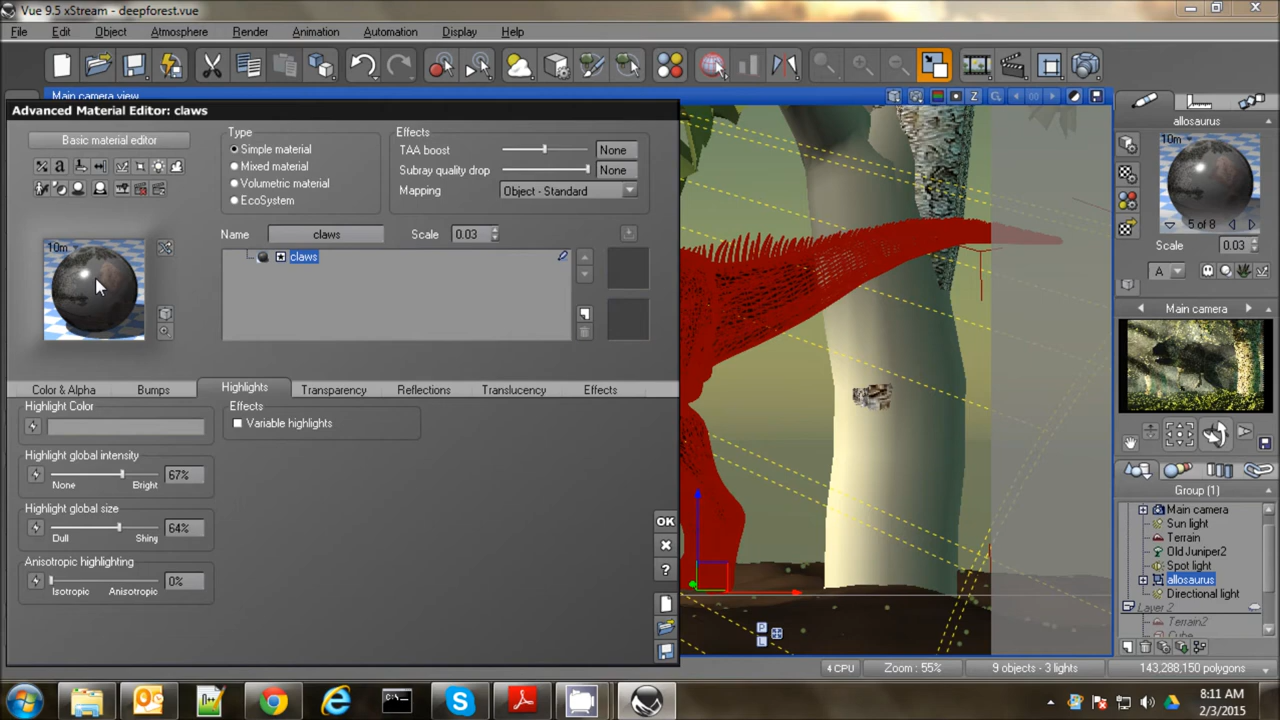 Vue 9.5 xStream - deepforest.vue
File Edit Object Atmosphere Render Animation Automation Display Help
Main camera view
Advanced Material Editor: claws
Basic material editor
Type
Simple material
Mixed material
Volumetric material
EcoSystem
Effects
TAA boost None
Subray quality drop None
Mapping Object - Standard
Name claws Scale 0.03
10m
claws
Color & Alpha Bumps Highlights Transparency Reflections Translucency Effects
Highlight Color
Highlight global intensity
67%
None Bright
Highlight global size
64%
Dull Shiny
Anisotropic highlighting
0%
Isotropic Anisotropic
Effects
Variable highlights
OK
?
P
L
allosaurus
10m
5 of 8
Scale 0.03
A
Main camera
Group (1)
Main camera
Sun light
Terrain
Old Juniper2
Spot light
allosaurus
Directional light
Layer 2
Terrain2
Cube
4 CPU Zoom : 55% 9 objects - 3 lights 143,288,150 polygons
8:11 AM
2/3/2015